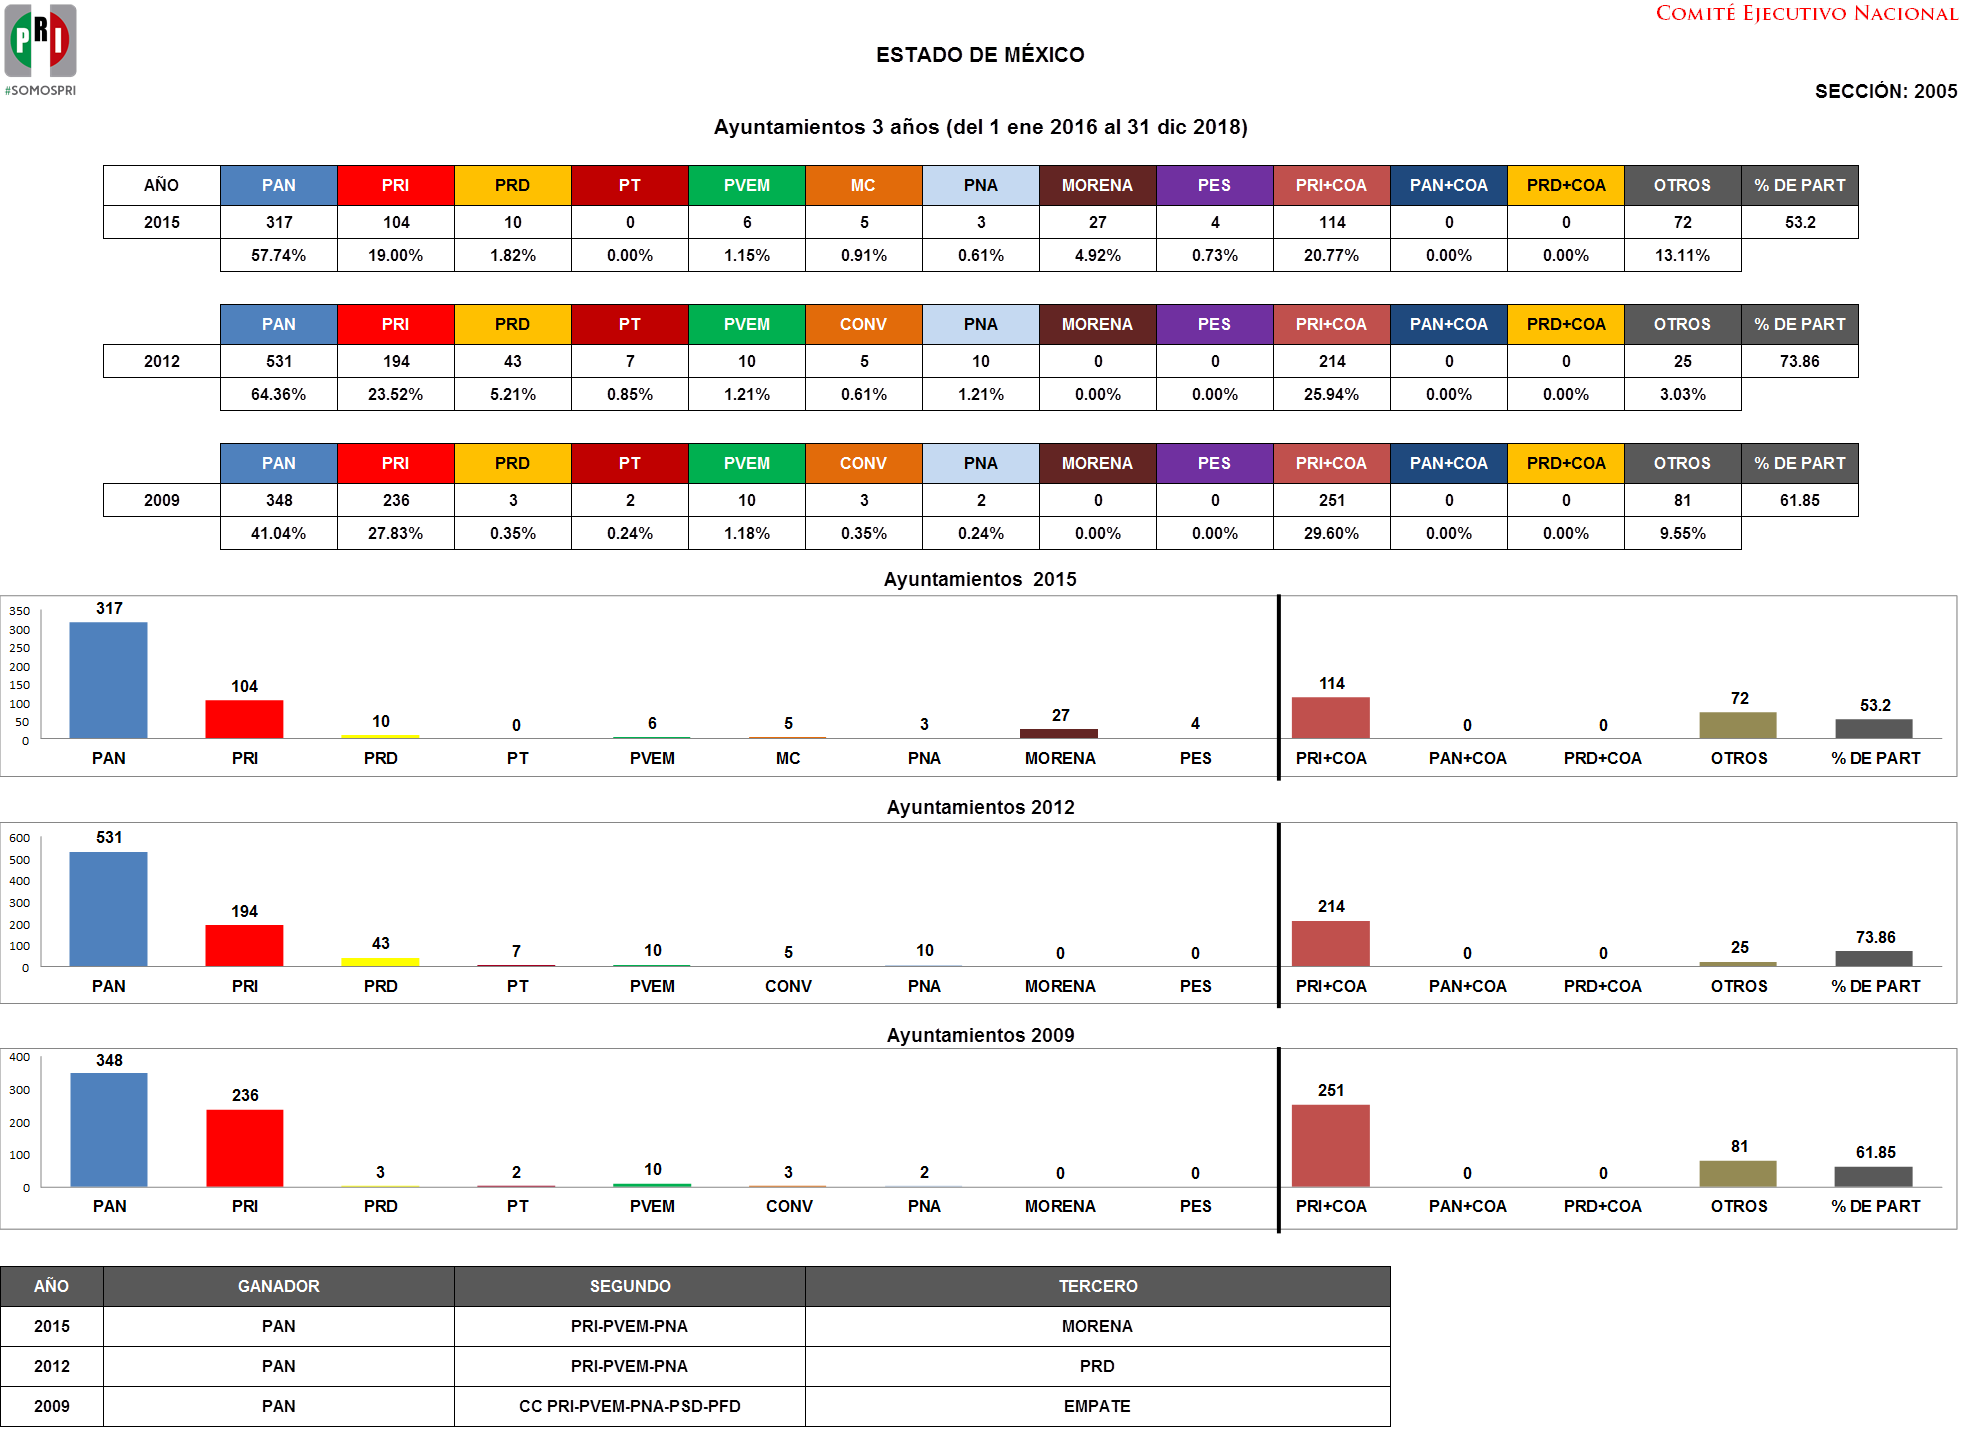 PRI
#SOMOSPRI
COMITÉ EJECUTIVO NACIONAL
ESTADO DE MÉXICO
SECCIÓN: 2005
Ayuntamientos 3 años (del 1 ene 2016 al 31 dic 2018)
AÑO PAN PRI PRD PT PVEM MC PNA MORENA PES PRI+COA PAN+COA PRD+COA OTROS % DE PART
2015 317 104 10 0 6 5 3 27 4 114 0 0 72 53.2
57.74% 19.00% 1.82% 0.00% 1.15% 0.91% 0.61% 4.92% 0.73% 20.77% 0.00% 0.00% 13.11%
PAN PRI PRD PT PVEM CONV PNA MORENA PES PRI+COA PAN+COA PRD+COA OTROS % DE PART
2012 531 194 43 7 10 5 10 0 0 214 0 0 25 73.86
64.36% 23.52% 5.21% 0.85% 1.21% 0.61% 1.21% 0.00% 0.00% 25.94% 0.00% 0.00% 3.03%
PAN PRI PRD PT PVEM CONV PNA MORENA PES PRI+COA PAN+COA PRD+COA OTROS % DE PART
2009 348 236 3 2 10 3 2 0 0 251 0 0 81 61.85
41.04% 27.83% 0.35% 0.24% 1.18% 0.35% 0.24% 0.00% 0.00% 29.60% 0.00% 0.00% 9.55%
Ayuntamientos 2015
350
300
250
200
150
100
50
0
317 104 10 0 6 5 3 27 4 114 0 0 72 53.2
PAN PRI PRD PT PVEM MC PNA MORENA PES PRI+COA PAN+COA PRD+COA OTROS % DE PART
Ayuntamientos 2012
600
500
400
300
200
100
0
531 194 43 7 10 5 10 0 0 214 0 0 25 73.86
PAN PRI PRD PT PVEM CONV PNA MORENA PES PRI+COA PAN+COA PRD+COA OTROS % DE PART
Ayuntamientos 2009
400
300
200
100
0
348 236 3 2 10 3 2 0 0 251 0 0 81 61.85
PAN PRI PRD PT PVEM CONV PNA MORENA PES PRI+COA PAN+COA PRD+COA OTROS % DE PART
AÑO GANADOR SEGUNDO TERCERO
2015 PAN PRI-PVEM-PNA MORENA
2012 PAN PRI-PVEM-PNA PRD
2009 PAN CC PRI-PVEM-PNA-PSD-PFD EMPATE